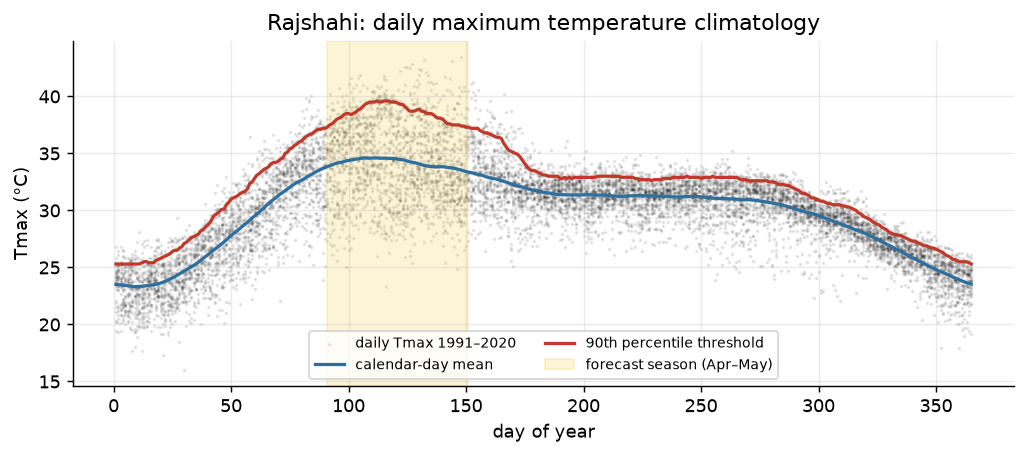 Rajshahi: daily maximum temperature climatology
Tmax (°C)
40
35
30
25
20
15
0 50 100 150 200 250 300 350
day of year
daily Tmax 1991–2020
calendar-day mean
90th percentile threshold
forecast season (Apr–May)